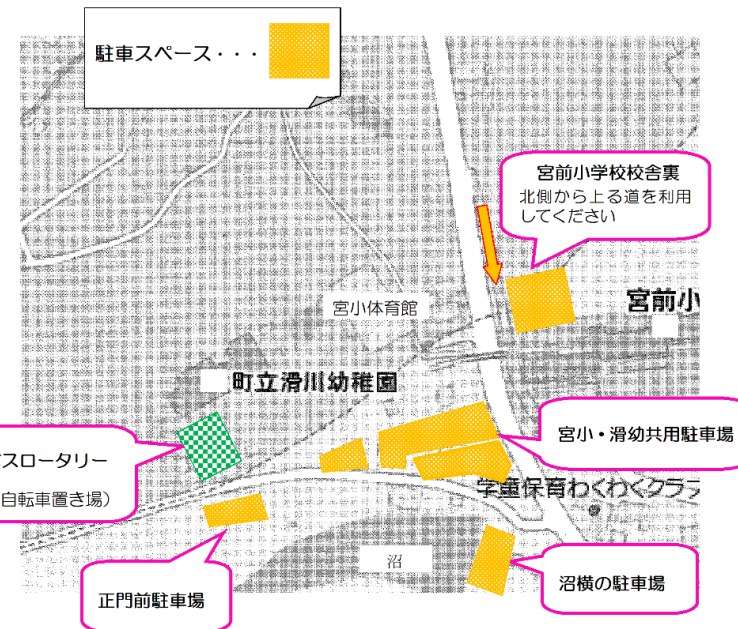 駐車スペース・・・
宮前小学校校舎裏
北側から上る道を利用
してください
宮小体育館
宮前小
町立滑川幼稚園
スロータリー
自転車置き場）
宮小・滑幼共用駐車場
学童保育わくわくクラブ
沼
正門前駐車場
沼横の駐車場